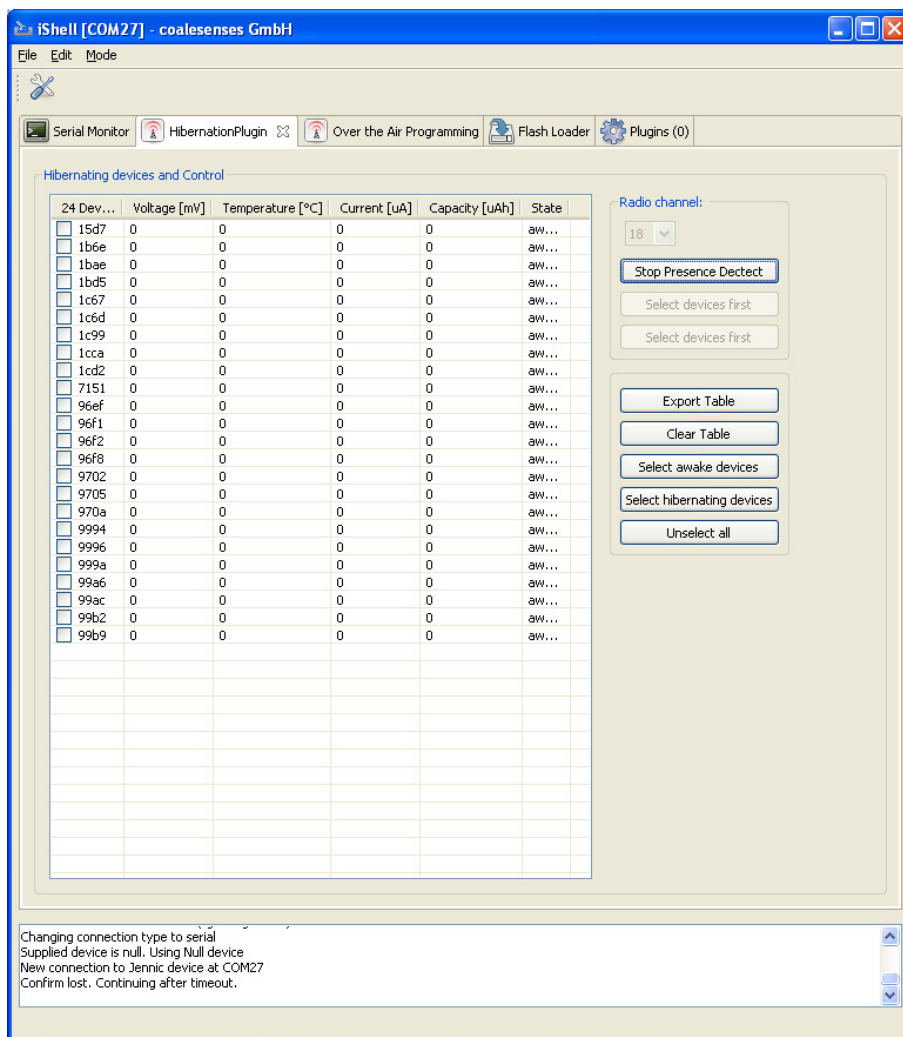 iShell [COM27] - coalesenses GmbH
File Edit Mode
Serial Monitor HibernationPlugin Over the Air Programming Flash Loader Plugins (0)
Hibernating devices and Control
24 Dev... Voltage [mV] Temperature [°C] Current [uA] Capacity [uAh] State
15d7 0 0 0 0 aw...
1b6e 0 0 0 0 aw...
1bae 0 0 0 0 aw...
1bd5 0 0 0 0 aw...
1c67 0 0 0 0 aw...
1c6d 0 0 0 0 aw...
1c99 0 0 0 0 aw...
1cca 0 0 0 0 aw...
1cd2 0 0 0 0 aw...
7151 0 0 0 0 aw...
96ef 0 0 0 0 aw...
96f1 0 0 0 0 aw...
96f2 0 0 0 0 aw...
96f8 0 0 0 0 aw...
9702 0 0 0 0 aw...
9705 0 0 0 0 aw...
970a 0 0 0 0 aw...
9994 0 0 0 0 aw...
9996 0 0 0 0 aw...
999a 0 0 0 0 aw...
99a6 0 0 0 0 aw...
99ac 0 0 0 0 aw...
99b2 0 0 0 0 aw...
99b9 0 0 0 0 aw...
Radio channel:
18
Stop Presence Dectect
Select devices first
Select devices first
Export Table
Clear Table
Select awake devices
Select hibernating devices
Unselect all
Changing connection type to serial
Supplied device is null. Using Null device
New connection to Jennic device at COM27
Confirm lost. Continuing after timeout.